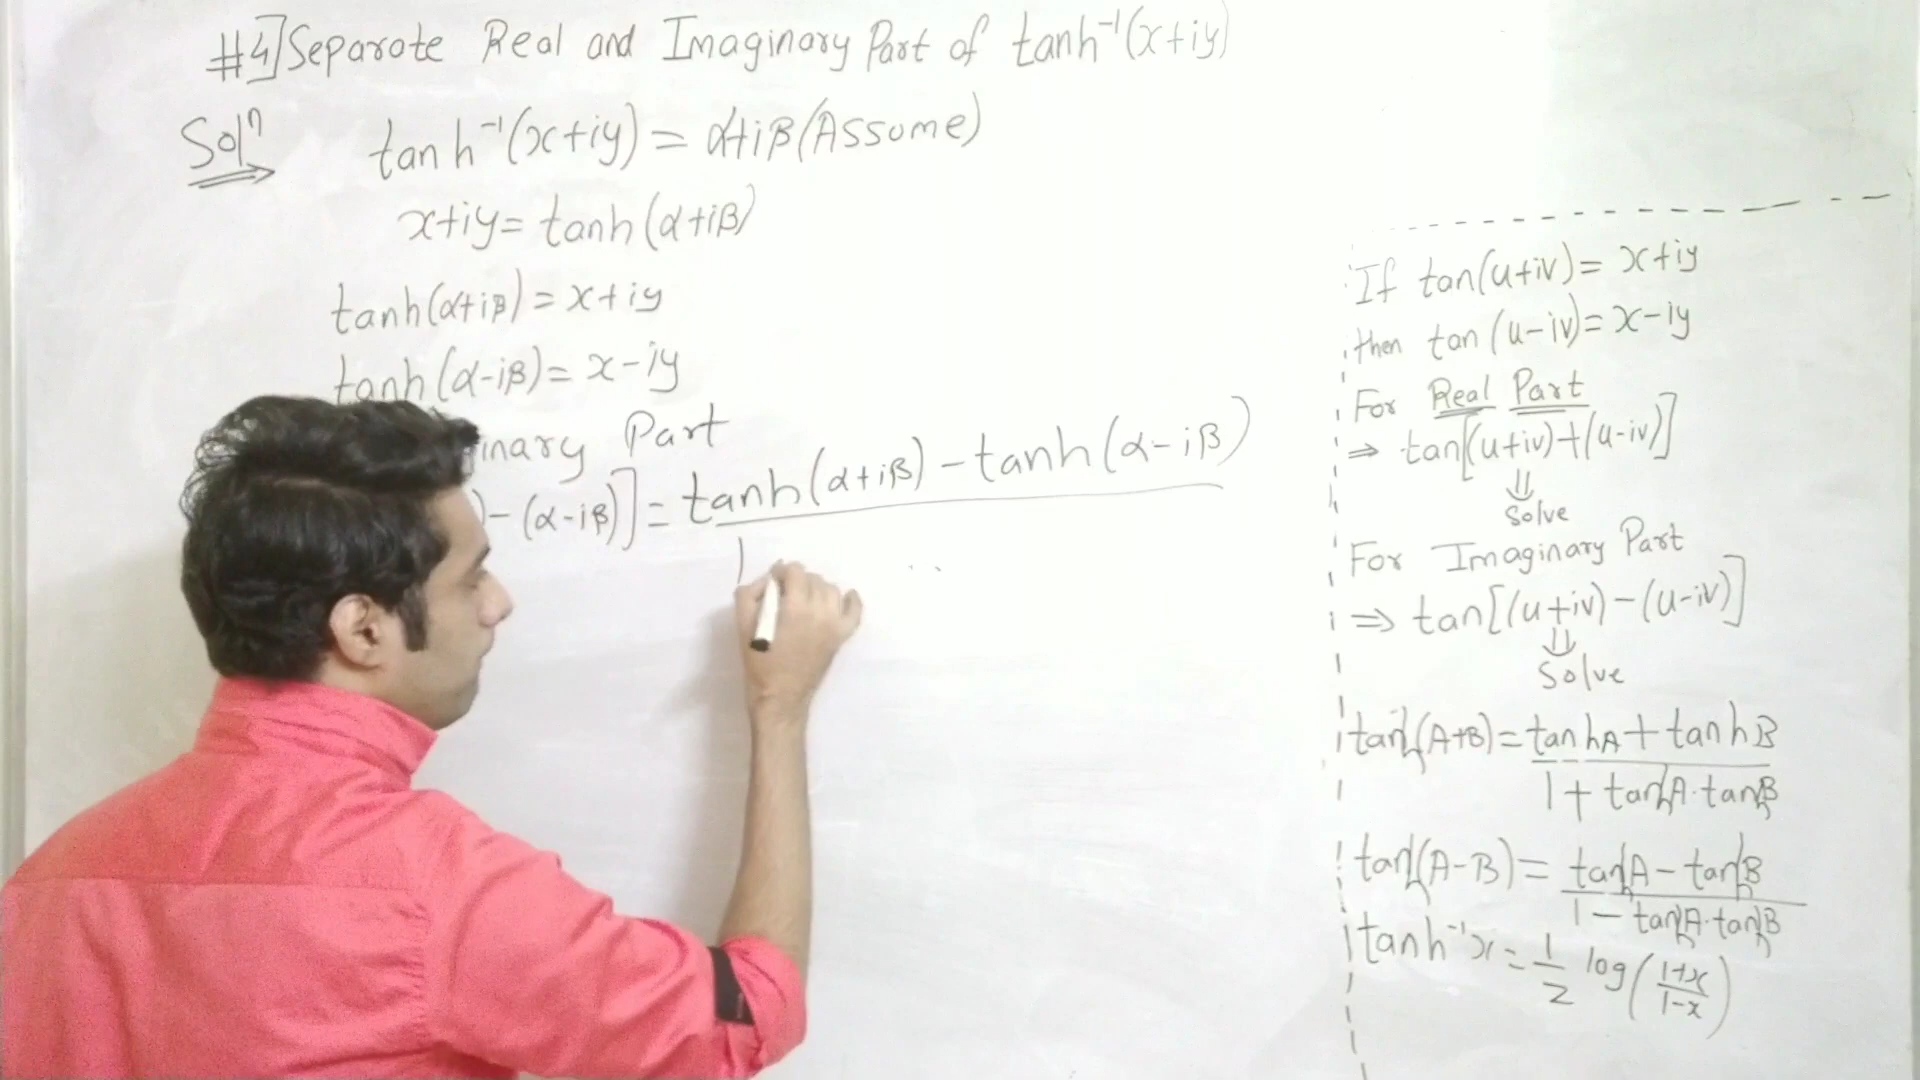 #4] Separate Real and Imaginary Part of tanh⁻¹(x+iy)
Solⁿ tanh⁻¹(x+iy) = α+iβ (Assume)
x+iy = tanh(α+iβ)
tanh(α+iβ) = x+iy
tanh(α-iβ) = x-iy
inary Part
)-(α-iβ)] = tanh(α+iβ) - tanh(α-iβ)
1
If tan(u+iv) = x+iy
then tan(u-iv) = x-iy
For Real Part
⇒ tan[(u+iv)+(u-iv)]
⇓
Solve
For Imaginary Part
⇒ tan[(u+iv)-(u-iv)]
⇓
Solve
tanh(A+B) = tanhA + tanhB
1 + tanhA·tanhB
tanh(A-B) = tanhA - tanhB
1 - tanhA·tanhB
tanh⁻¹x = 1/2 log(1+x/1-x)